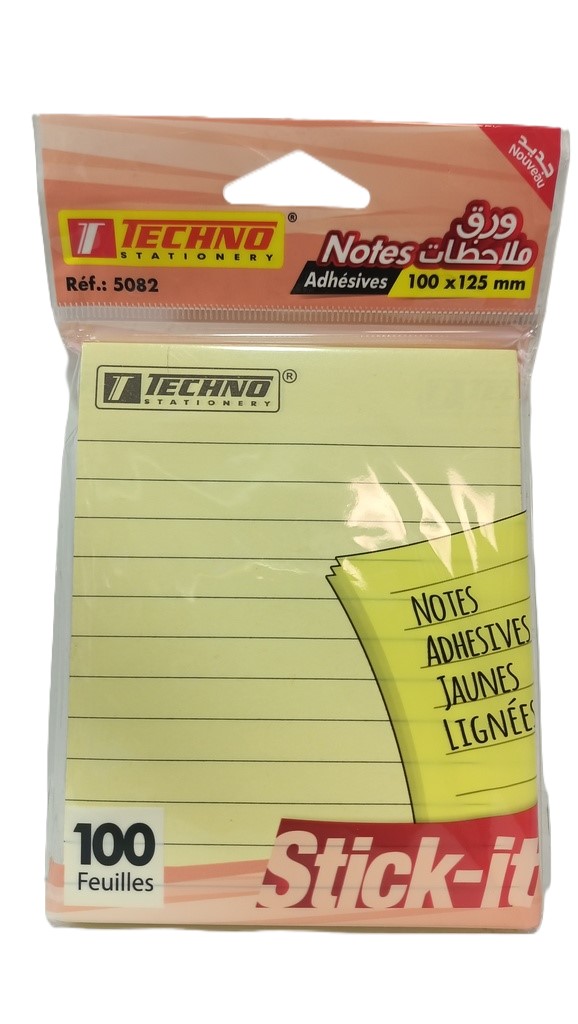 جديد
Nouveau
T TECHNO ®
STATIONERY
ورق
Notes ملاحظات
Réf.: 5082
Adhésives 100 x 125 mm
T TECHNO ®
STATIONERY
NOTES
ADHESIVES
JAUNES
LIGNÉES
100
Feuilles
Stick-it